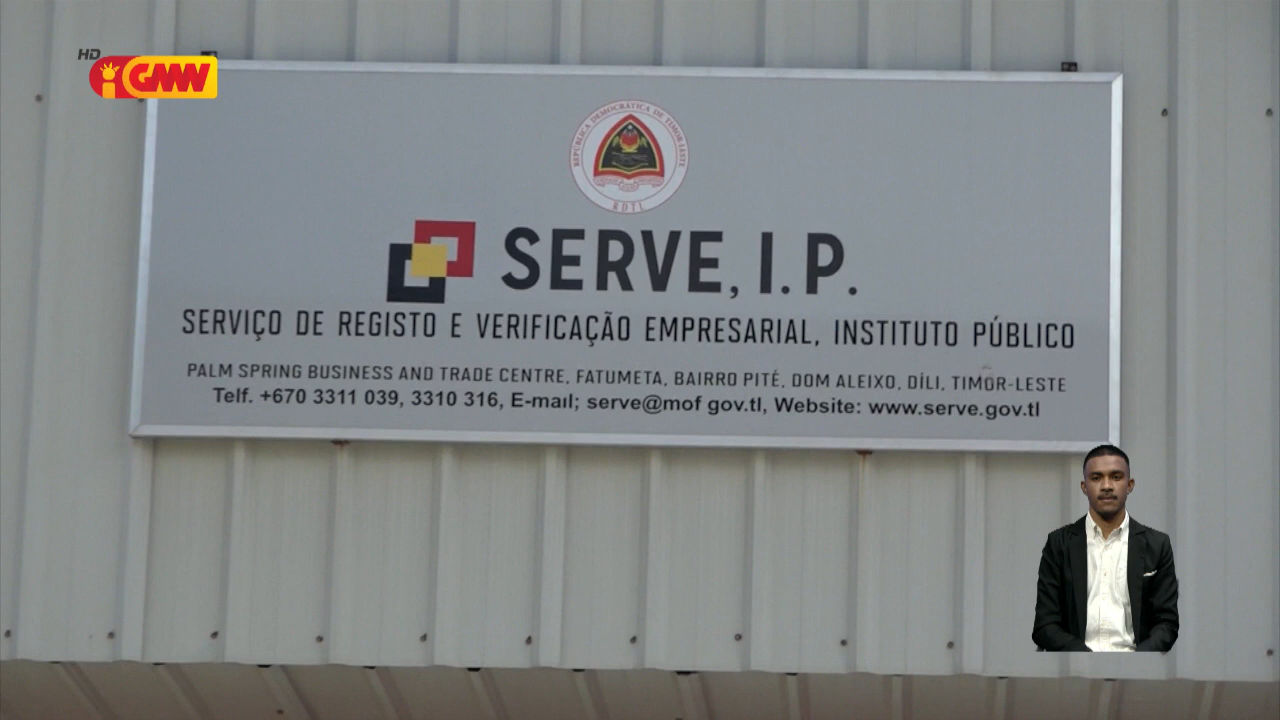 HD
GMW
REPÚBLICA DEMOCRÁTICA DE TIMOR-LESTE
RDTL
SERVE, I.P.
SERVIÇO DE REGISTO E VERIFICAÇÃO EMPRESARIAL, INSTITUTO PÚBLICO
PALM SPRING BUSINESS AND TRADE CENTRE, FATUMETA, BAIRRO PITÉ, DOM ALEIXO, DÍLI, TIMOR-LESTE
Telf. +670 3311 039, 3310 316, E-maıl; serve@mof gov.tl, Website: www.serve.gov.tl